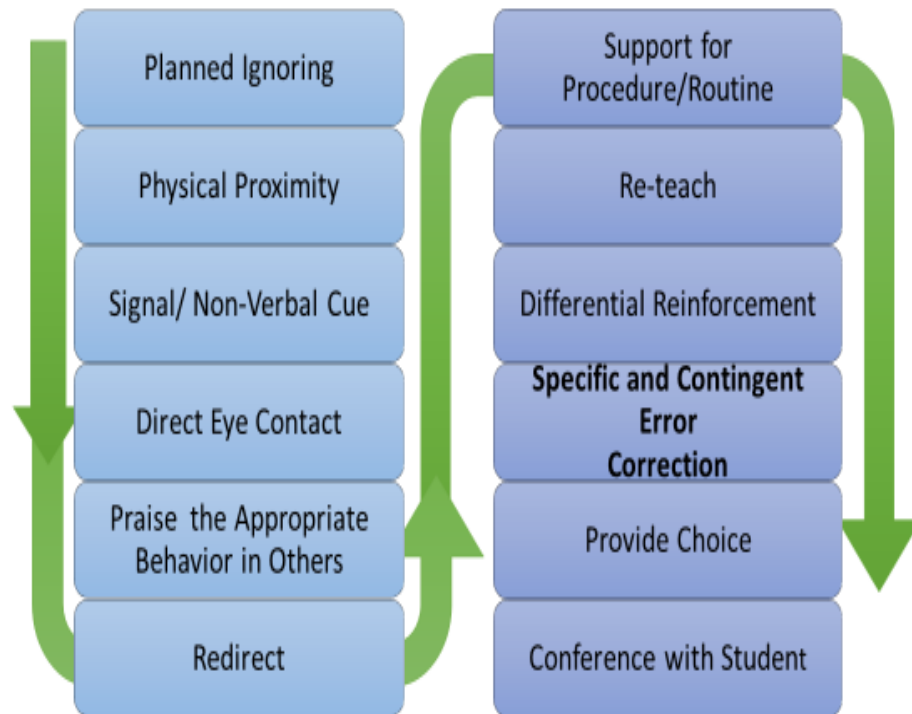 Planned Ignoring
Physical Proximity
Signal/ Non-Verbal Cue
Direct Eye Contact
Praise the Appropriate
Behavior in Others
Redirect
Support for
Procedure/Routine
Re-teach
Differential Reinforcement
Specific and Contingent
Error
Correction
Provide Choice
Conference with Student